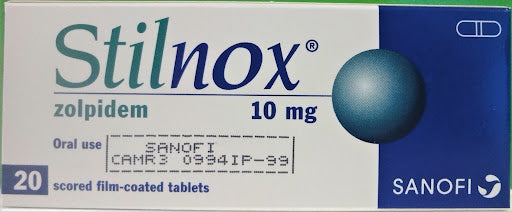 Stilnox®
zolpidem 10 mg
Oral use
SANOFI
CAMR3 0994IP-99
20 scored film-coated tablets
SANOFI